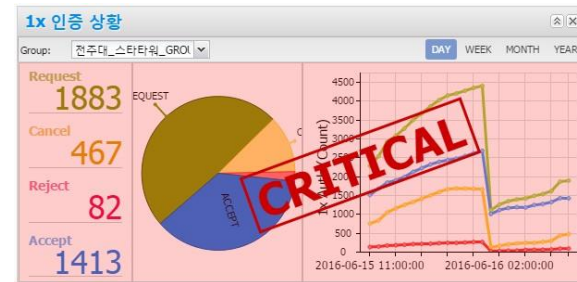 1x 인증 상황
Group: 전주대_스타타워_GROU
DAY WEEK MONTH YEAR
Request
1883
Cancel
467
Reject
82
Accept
1413
EQUEST
C
ACCEPT
CRITICAL
4500
4000
3500
3000
2500
2000
1500
1000
500
0
2016-06-15 11:00:00 2016-06-16 02:00:00